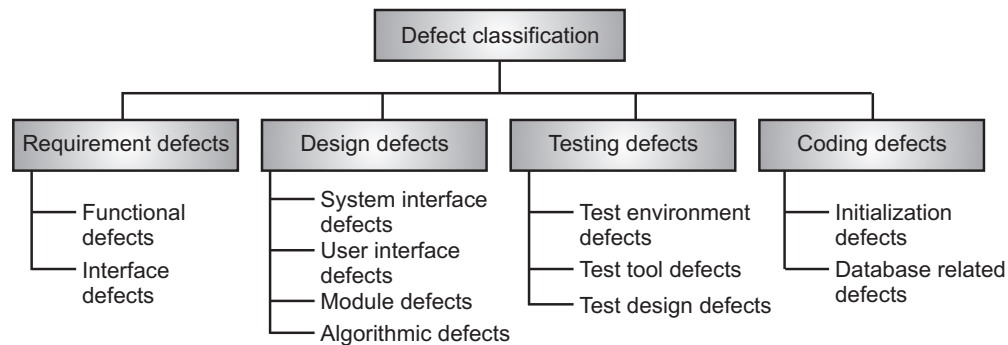 Defect classification
Requirement defects
Functional
defects
Interface
defects
Design defects
System interface
defects
User interface
defects
Module defects
Algorithmic defects
Testing defects
Test environment
defects
Test tool defects
Test design defects
Coding defects
Initialization
defects
Database related
defects